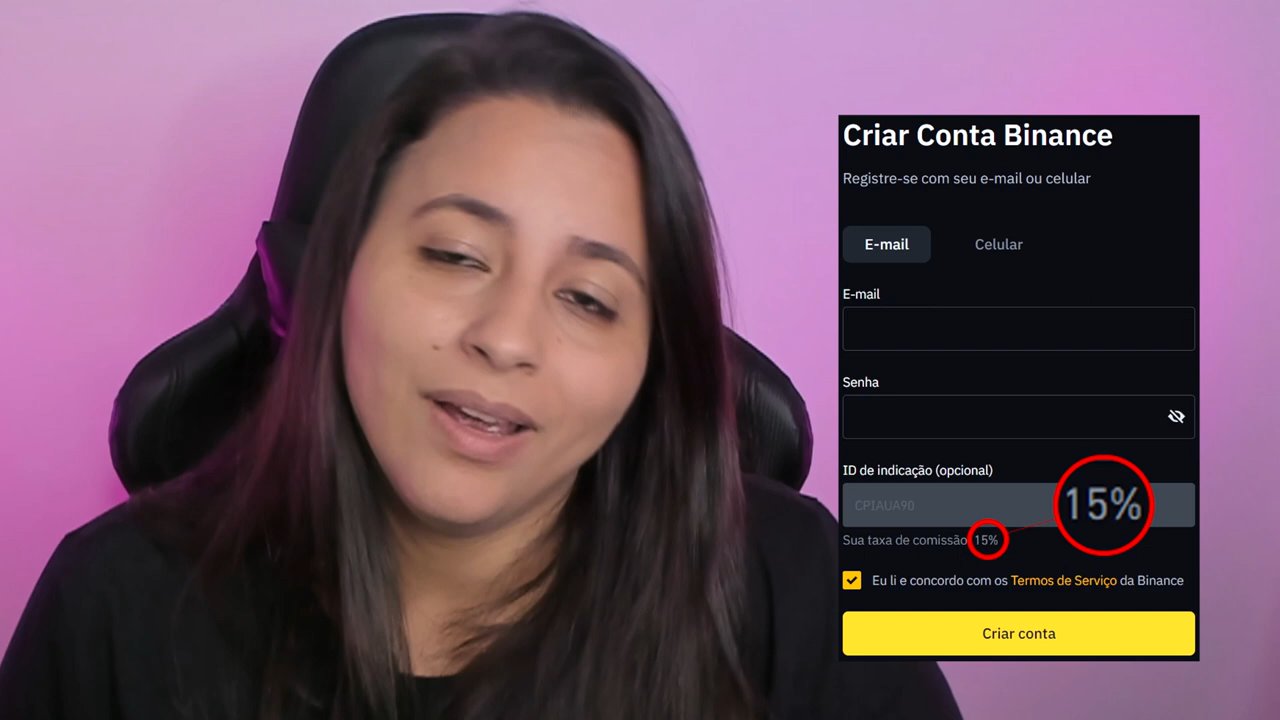 Criar Conta Binance
Registre-se com seu e-mail ou celular
E-mail Celular
E-mail
Senha
ID de indicação (opcional)
CPIAUA90
15%
Sua taxa de comissão 15%
Eu li e concordo com os Termos de Serviço da Binance
Criar conta